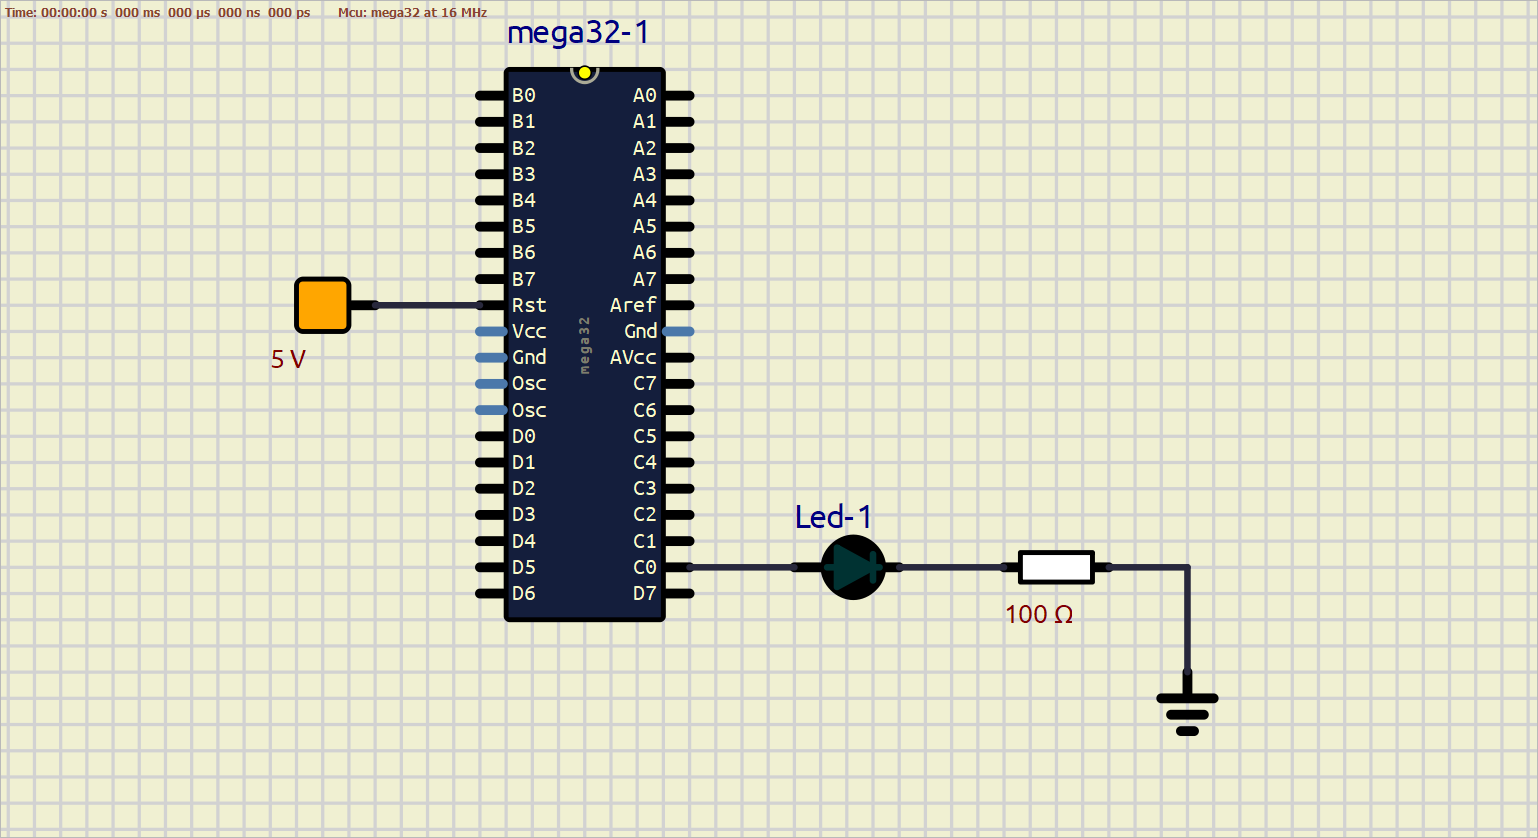 Time: 00:00:00 s  000 ms  000 µs  000 ns  000 ps      Mcu: mega32 at 16 MHz
mega32-1
B0 A0
B1 A1
B2 A2
B3 A3
B4 A4
B5 A5
B6 A6
B7 A7
Rst Aref
Vcc Gnd
Gnd AVcc
Osc C7
Osc C6
D0 C5
D1 C4
D2 C3
D3 C2
D4 C1
D5 C0
D6 D7
mega32
5 V
Led-1
100 Ω